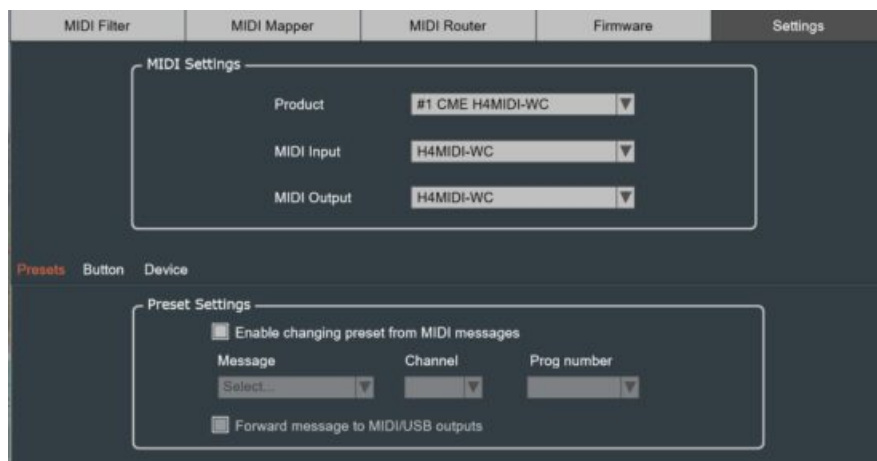 MIDI Filter MIDI Mapper MIDI Router Firmware Settings
MIDI Settings
Product #1 CME H4MIDI-WC
MIDI Input H4MIDI-WC
MIDI Output H4MIDI-WC
Presets Button Device
Preset Settings
Enable changing preset from MIDI messages
Message Channel Prog number
Select...
Forward message to MIDI/USB outputs